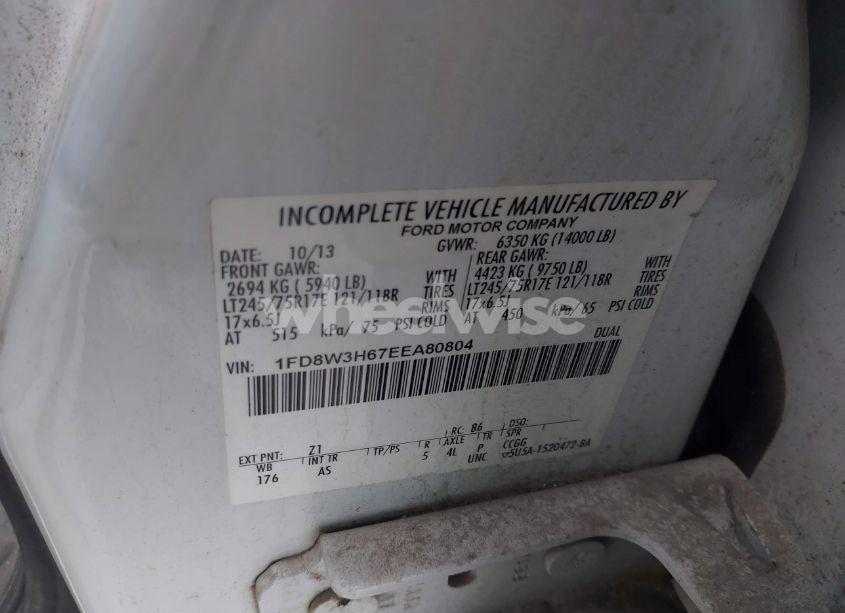 INCOMPLETE VEHICLE MANUFACTURED BY
FORD MOTOR COMPANY
DATE: 10/13 GVWR: 6350 KG (14000 LB)
FRONT GAWR: REAR GAWR:
2694 KG ( 5940 LB) WITH 4423 KG ( 9750 LB) WITH
LT245/75R17E 121/118R TIRES LT245/75R17E 121/118R TIRES
17x6.5J RIMS 17x6.5J RIMS
AT 515 kPa/ 75 PSI COLD AT 450 kPa/ 65 PSI COLD
VIN: 1FD8W3H67EEA80804 DUAL
wheelwise
EXT PNT: Z1 RC: 86 DSO:
WB INT TR TP/PS R AXLE TR SPR
176 AS 5 4L P CCGG
UNC 5U5A-1520472-BA